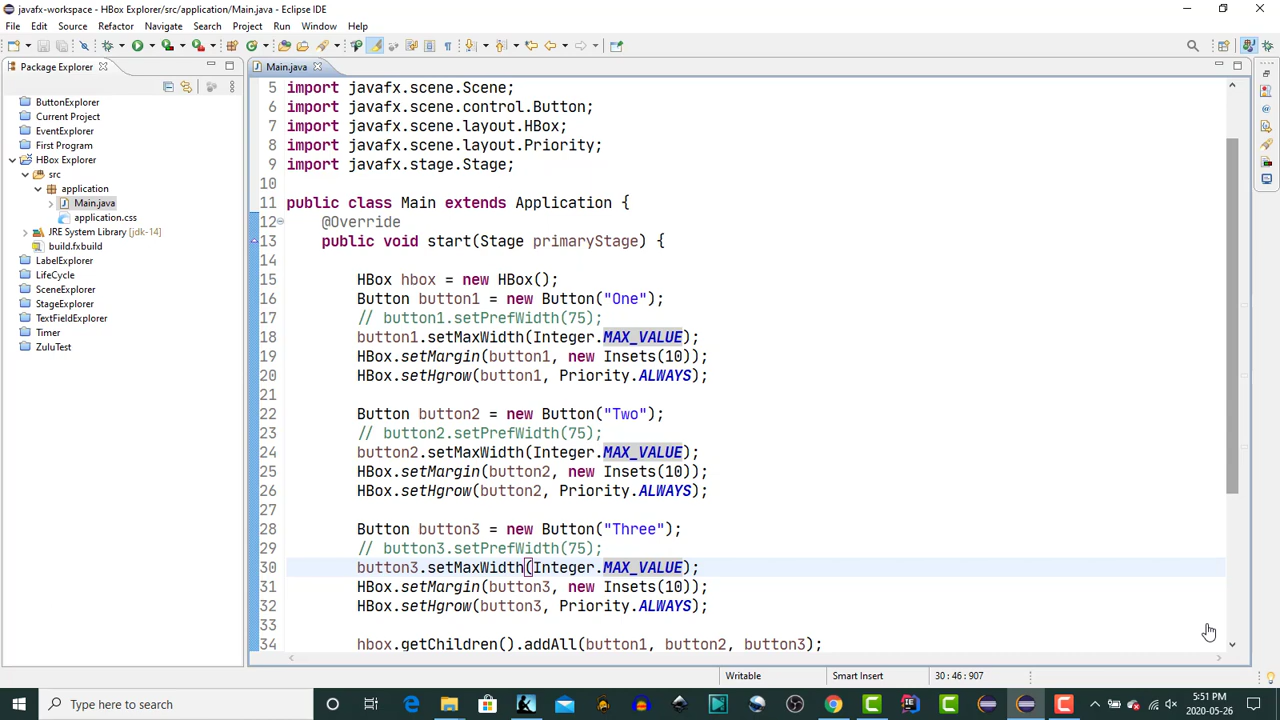 javafx-workspace - HBox Explorer/src/application/Main.java - Eclipse IDE
File Edit Source Refactor Navigate Search Project Run Window Help
Package Explorer
ButtonExplorer
Current Project
EventExplorer
First Program
HBox Explorer
src
application
Main.java
application.css
JRE System Library [jdk-14]
build.fxbuild
LabelExplorer
LifeCycle
SceneExplorer
StageExplorer
TextFieldExplorer
Timer
ZuluTest
Main.java
5 import javafx.scene.Scene;
6 import javafx.scene.control.Button;
7 import javafx.scene.layout.HBox;
8 import javafx.scene.layout.Priority;
9 import javafx.stage.Stage;
10
11 public class Main extends Application {
12 @Override
13 public void start(Stage primaryStage) {
14
15 HBox hbox = new HBox();
16 Button button1 = new Button("One");
17 // button1.setPrefWidth(75);
18 button1.setMaxWidth(Integer.MAX_VALUE);
19 HBox.setMargin(button1, new Insets(10));
20 HBox.setHgrow(button1, Priority.ALWAYS);
21
22 Button button2 = new Button("Two");
23 // button2.setPrefWidth(75);
24 button2.setMaxWidth(Integer.MAX_VALUE);
25 HBox.setMargin(button2, new Insets(10));
26 HBox.setHgrow(button2, Priority.ALWAYS);
27
28 Button button3 = new Button("Three");
29 // button3.setPrefWidth(75);
30 button3.setMaxWidth(Integer.MAX_VALUE);
31 HBox.setMargin(button3, new Insets(10));
32 HBox.setHgrow(button3, Priority.ALWAYS);
33
34 hbox.getChildren().addAll(button1, button2, button3);
Writable Smart Insert 30 : 46 : 907
Type here to search
5:51 PM
2020-05-26